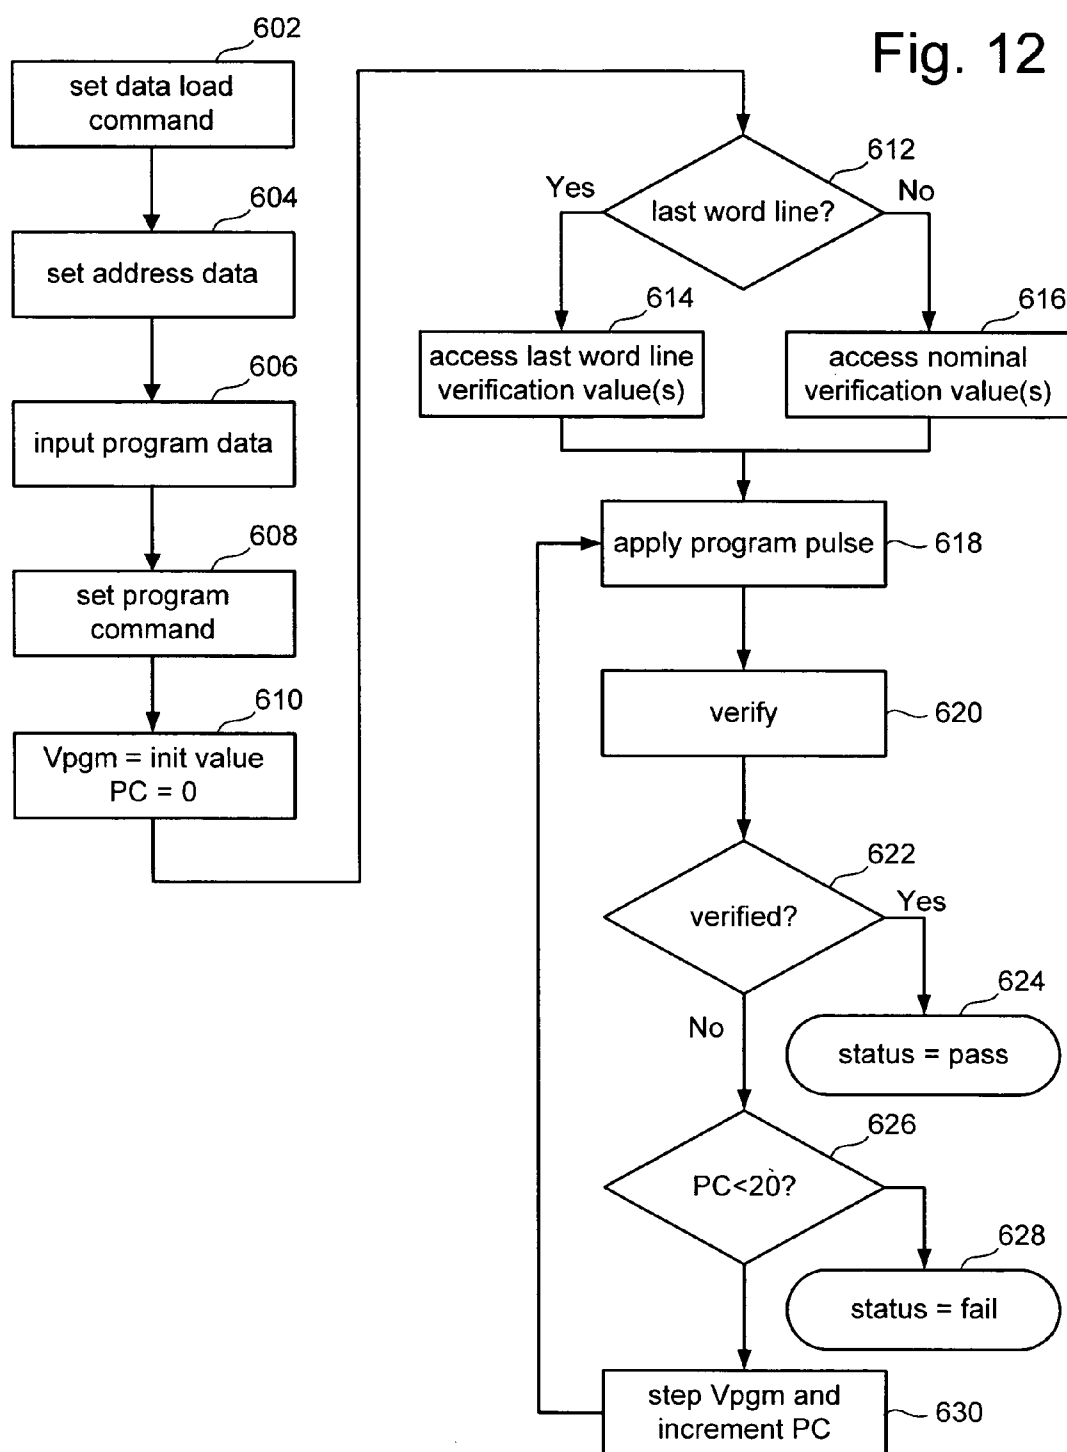 Fig. 12
602
set data load
command
604
set address data
606
input program data
608
set program
command
610
Vpgm = init value
PC = 0
612
last word line?
Yes
No
614
access last word line
verification value(s)
616
access nominal
verification value(s)
apply program pulse
618
verify
620
622
verified?
Yes
No
624
status = pass
626
PC<20?
628
status = fail
step Vpgm and
increment PC
630